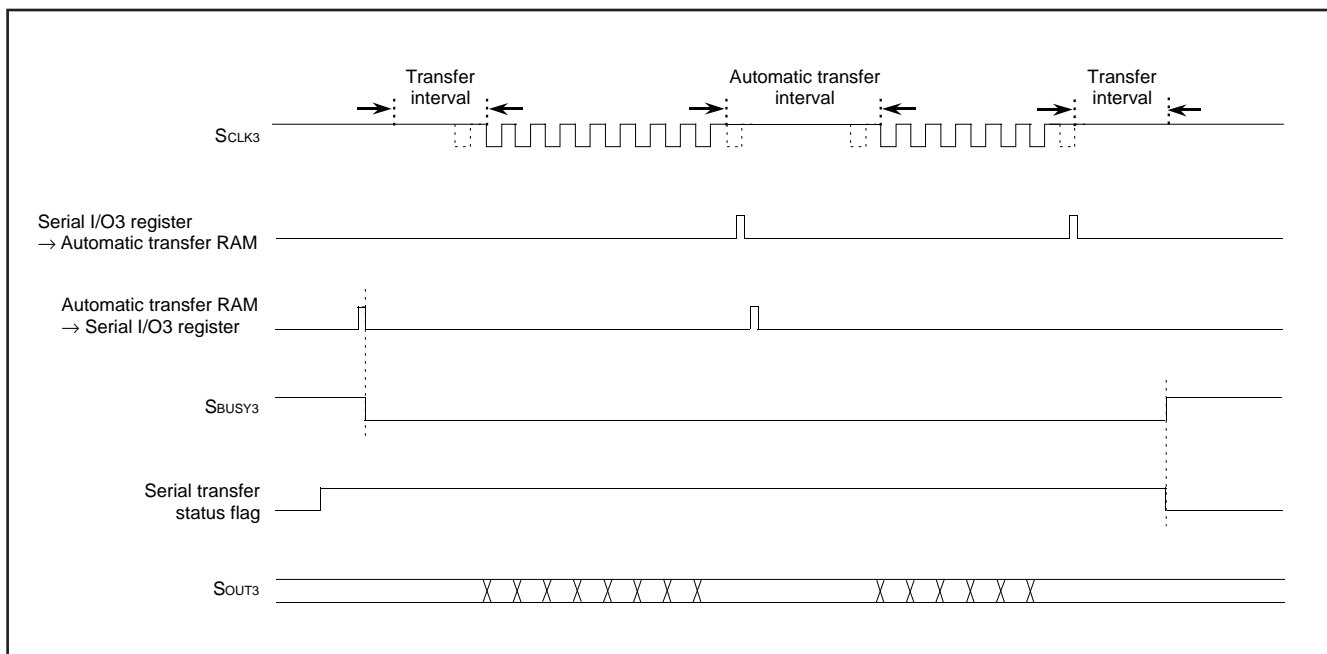 Transfer
interval
Automatic transfer
interval
Transfer
interval
SCLK3
Serial I/O3 register
→ Automatic transfer RAM
Automatic transfer RAM
→ Serial I/O3 register
SBUSY3
Serial transfer
status flag
SOUT3